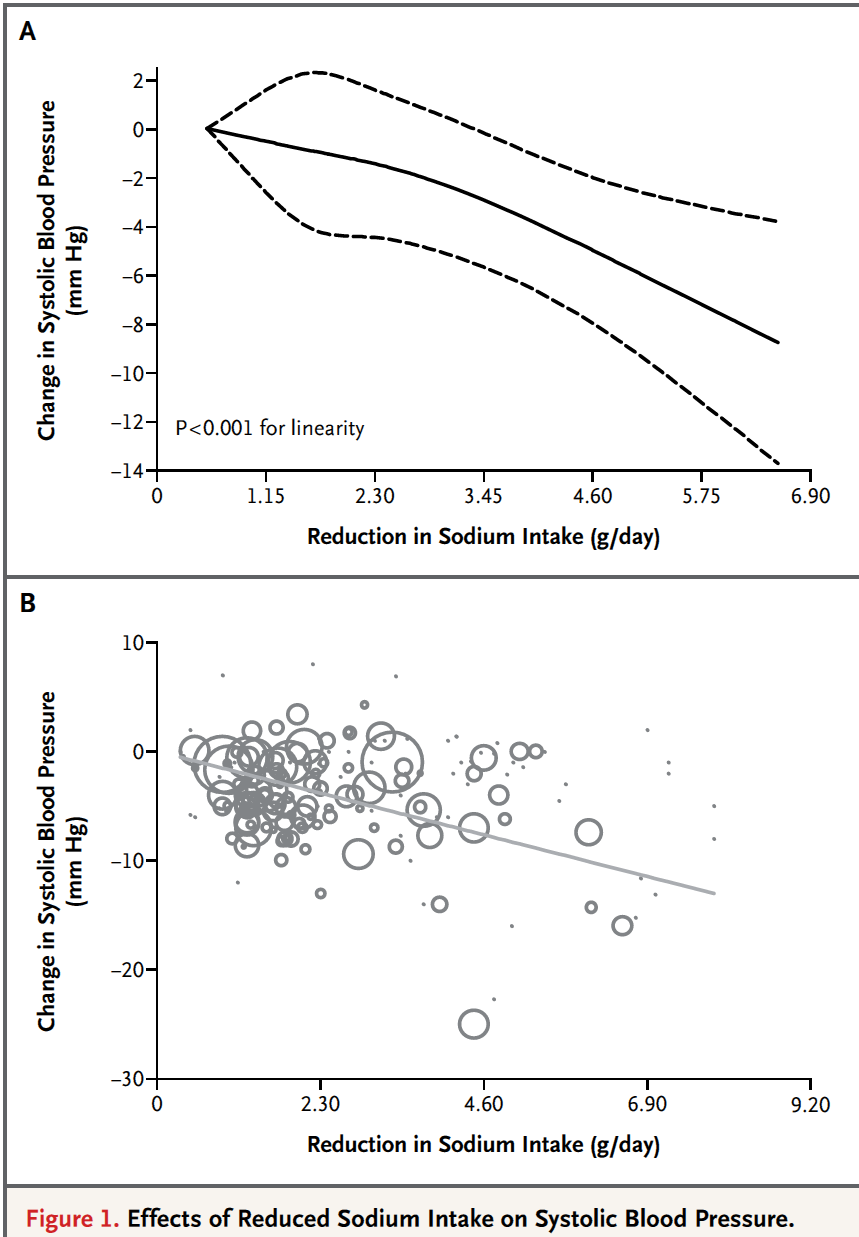 A
Change in Systolic Blood Pressure
(mm Hg)
2
0
−2
−4
−6
−8
−10
−12
−14
P<0.001 for linearity
0 1.15 2.30 3.45 4.60 5.75 6.90
Reduction in Sodium Intake (g/day)
B
Change in Systolic Blood Pressure
(mm Hg)
10
0
−10
−20
−30
0 2.30 4.60 6.90 9.20
Reduction in Sodium Intake (g/day)
Figure 1. Effects of Reduced Sodium Intake on Systolic Blood Pressure.